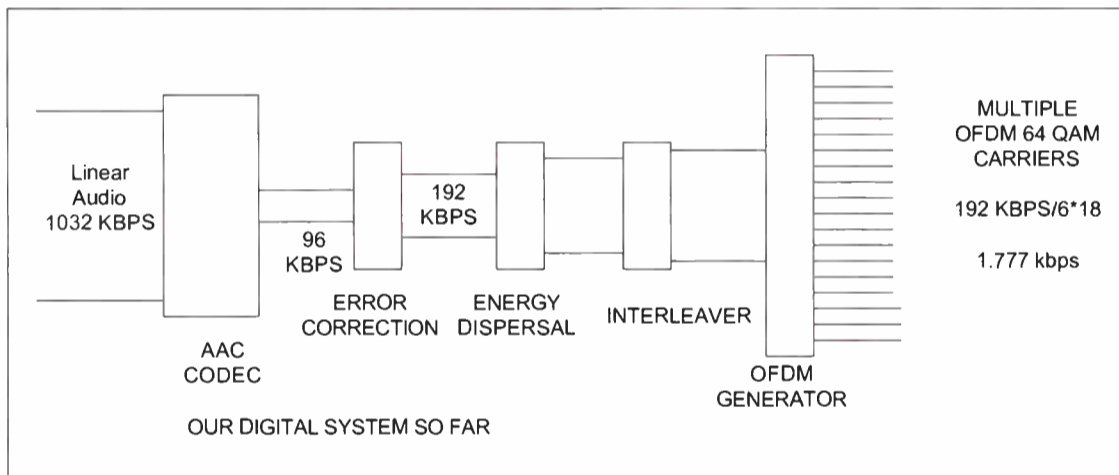 Linear
Audio
1032 KBPS
AAC
CODEC
96
KBPS
ERROR
CORRECTION
192
KBPS
ENERGY
DISPERSAL
INTERLEAVER
OFDM
GENERATOR
MULTIPLE
OFDM 64 QAM
CARRIERS
192 KBPS/6*18
1.777 kbps
OUR DIGITAL SYSTEM SO FAR